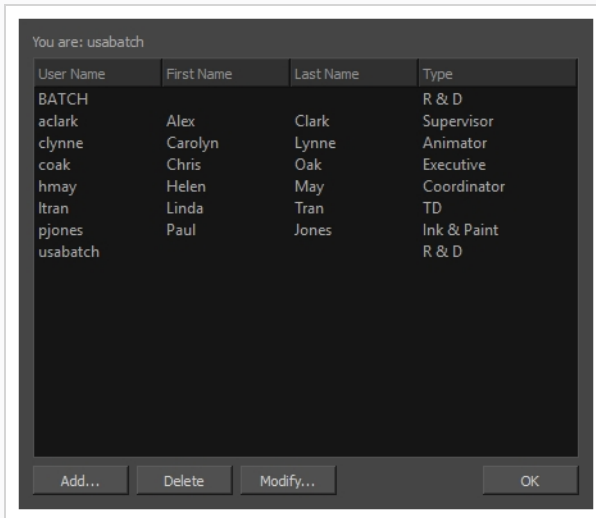 You are: usabatch
User Name First Name Last Name Type
BATCH R & D
aclark Alex Clark Supervisor
clynne Carolyn Lynne Animator
coak Chris Oak Executive
hmay Helen May Coordinator
ltran Linda Tran TD
pjones Paul Jones Ink & Paint
usabatch R & D
Add... Delete Modify... OK